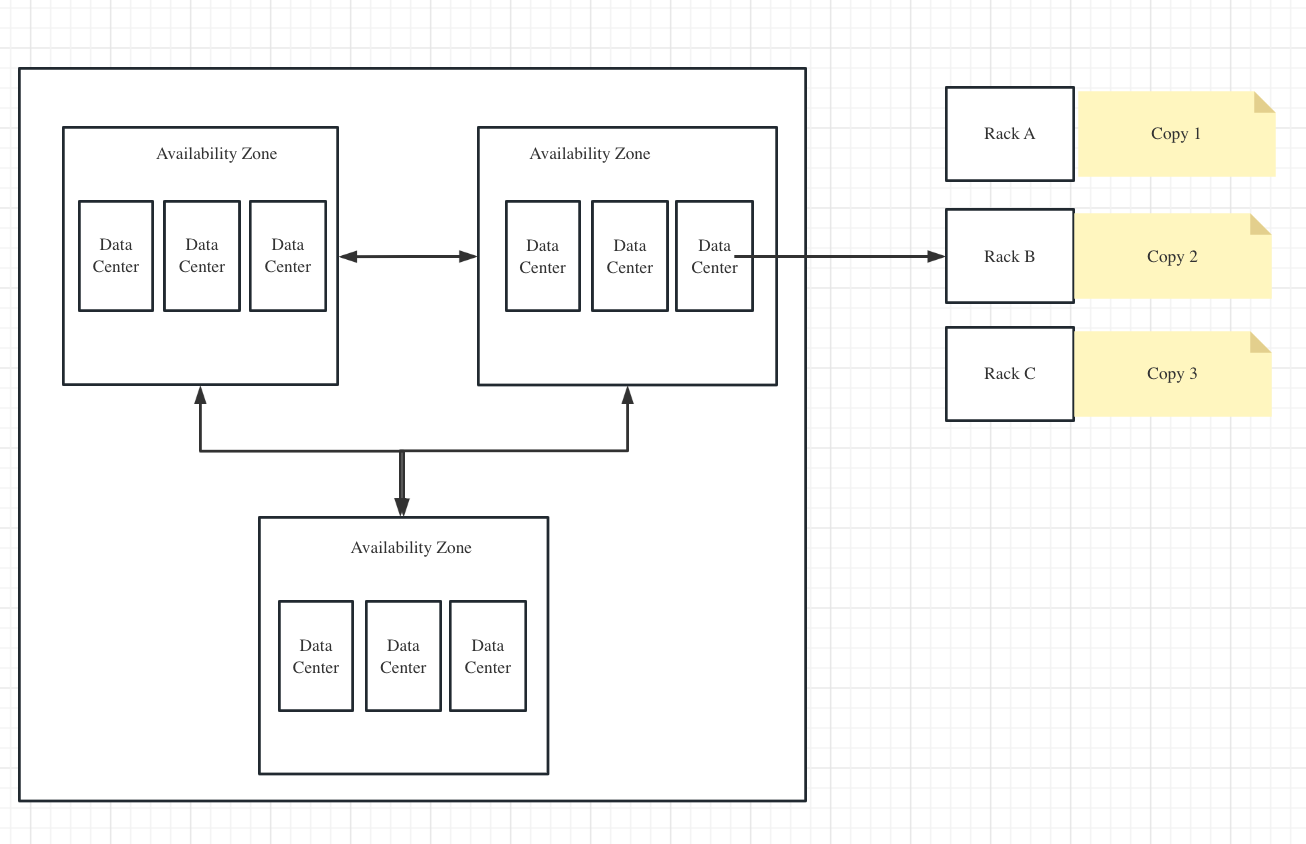 Availability Zone
Data
Center
Data
Center
Data
Center
Availability Zone
Data
Center
Data
Center
Data
Center
Rack A
Copy 1
Rack B
Copy 2
Rack C
Copy 3
Availability Zone
Data
Center
Data
Center
Data
Center